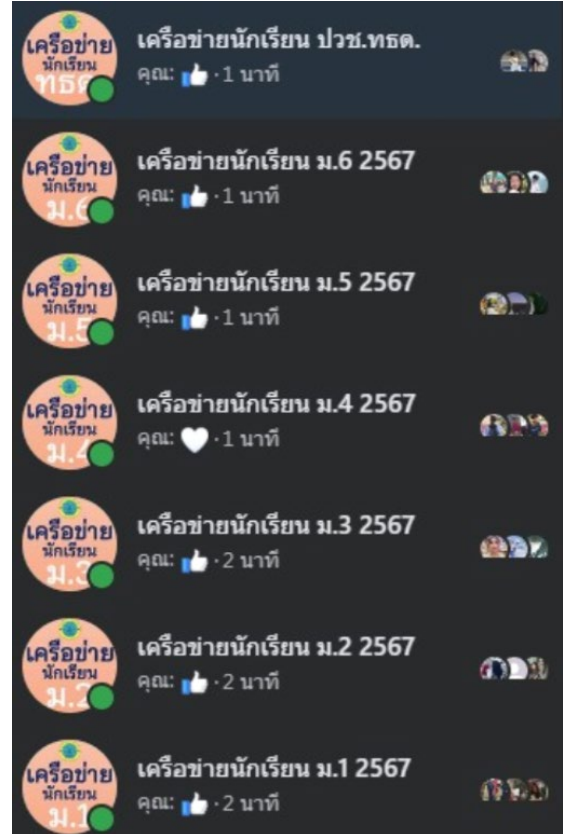 เครือข่าย
นักเรียน
ทธต
เครือข่ายนักเรียน ปวช.ทธต.
คุณ: 👍 · 1 นาที
เครือข่าย
นักเรียน
ม.6
เครือข่ายนักเรียน ม.6 2567
คุณ: 👍 · 1 นาที
เครือข่าย
นักเรียน
ม.5
เครือข่ายนักเรียน ม.5 2567
คุณ: 👍 · 1 นาที
เครือข่าย
นักเรียน
ม.4
เครือข่ายนักเรียน ม.4 2567
คุณ: 🤍 · 1 นาที
เครือข่าย
นักเรียน
ม.3
เครือข่ายนักเรียน ม.3 2567
คุณ: 👍 · 2 นาที
เครือข่าย
นักเรียน
ม.2
เครือข่ายนักเรียน ม.2 2567
คุณ: 👍 · 2 นาที
เครือข่าย
นักเรียน
ม.1
เครือข่ายนักเรียน ม.1 2567
คุณ: 👍 · 2 นาที